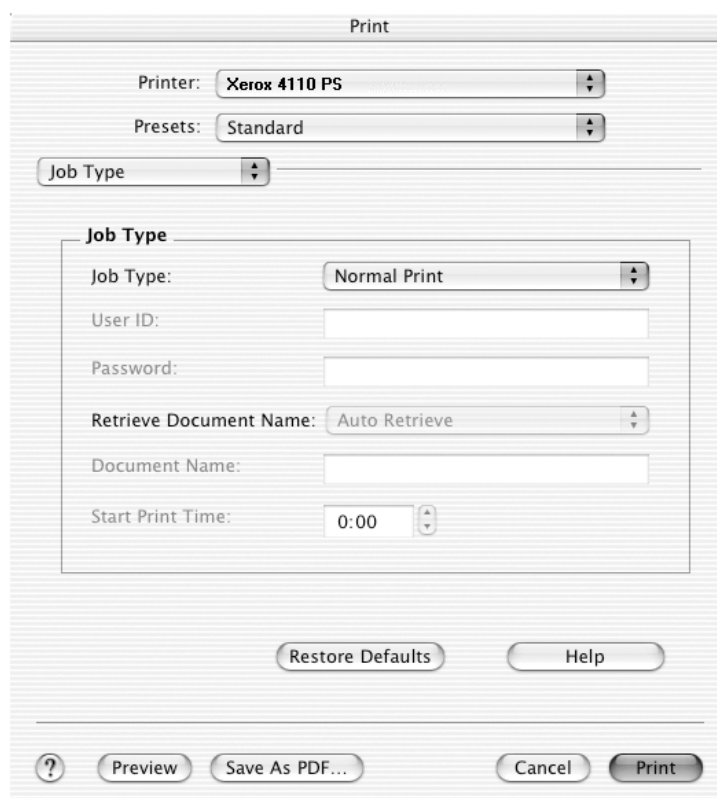 Print
Printer: Xerox 4110 PS
Presets: Standard
Job Type
Job Type
Job Type: Normal Print
User ID:
Password:
Retrieve Document Name: Auto Retrieve
Document Name:
Start Print Time: 0:00
Restore Defaults Help
? Preview Save As PDF... Cancel Print